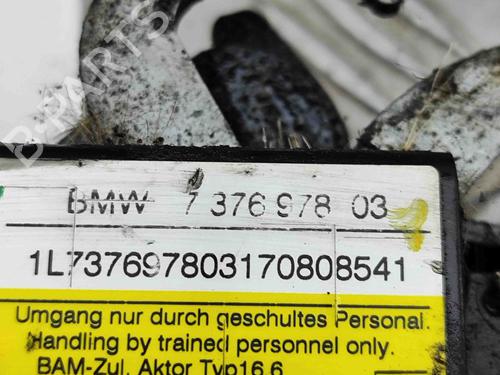 B-PARTS
BMW 7 376 978 03
1L737697803170808541
Umgang nur durch geschultes Personal.
Handling by trained personnel only.
BAM-Zul. Aktor Typ16.6